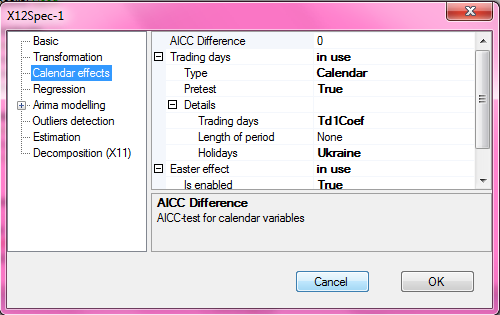 X12Spec-1
Basic
Transformation
Calendar effects
Regression
Arima modelling
Outliers detection
Estimation
Decomposition (X11)
AICC Difference 0
Trading days in use
Type Calendar
Pretest True
Details
Trading days Td1Coef
Length of period None
Holidays Ukraine
Easter effect in use
Is enabled True
AICC Difference
AICC-test for calendar variables
Cancel OK